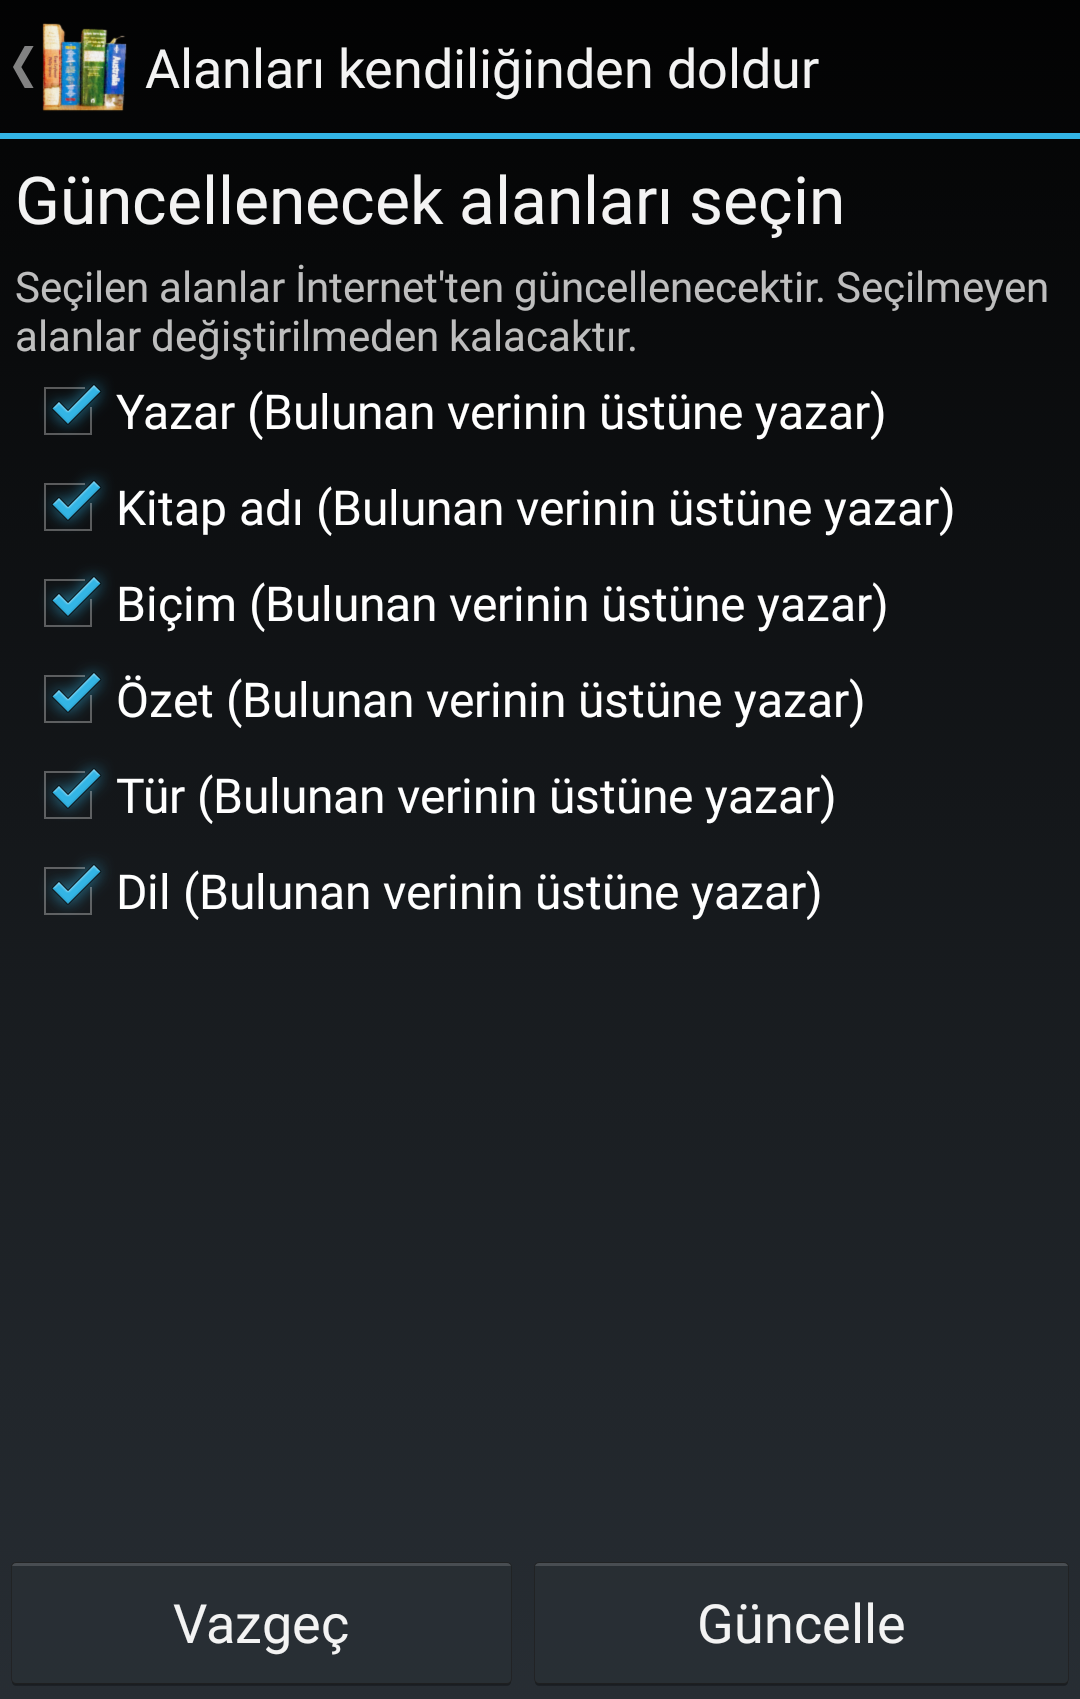 Alanları kendiliğinden doldur
Güncellenecek alanları seçin
Seçilen alanlar İnternet'ten güncellenecektir. Seçilmeyen
alanlar değiştirilmeden kalacaktır.
Yazar (Bulunan verinin üstüne yazar)
Kitap adı (Bulunan verinin üstüne yazar)
Biçim (Bulunan verinin üstüne yazar)
Özet (Bulunan verinin üstüne yazar)
Tür (Bulunan verinin üstüne yazar)
Dil (Bulunan verinin üstüne yazar)
Vazgeç
Güncelle